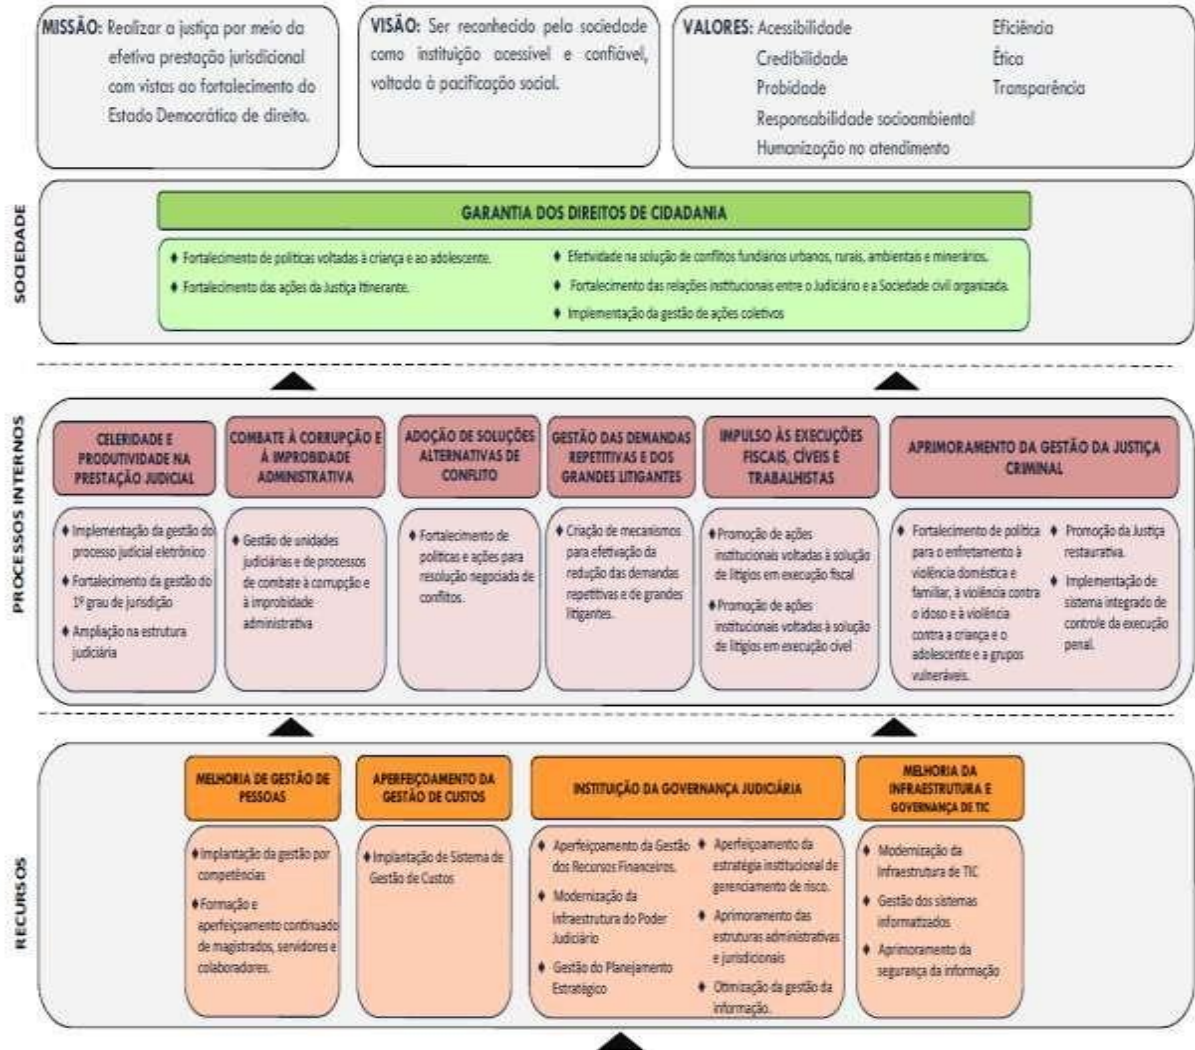 MISSÃO: Realizar a justiça por meio da
efetiva prestação jurisdicional
com vistas ao fortalecimento do
Estado Democrático de direito.
VISÃO: Ser reconhecido pela sociedade
como instituição acessível e confiável,
voltada à pacificação social.
VALORES: Acessibilidade
Credibilidade
Probidade
Responsabilidade socioambiental
Humanização no atendimento
Eficiência
Ética
Transparência
SOCIEDADE
GARANTIA DOS DIREITOS DE CIDADANIA
♦ Fortalecimento de políticas voltadas à criança e ao adolescente.
♦ Fortalecimento das ações da Justiça Itinerante.
♦ Efetividade na solução de conflitos fundiários urbanos, rurais, ambientais e minerários.
♦ Fortalecimento das relações institucionais entre o Judiciário e a Sociedade civil organizada.
♦ Implementação da gestão de ações coletivos
PROCESSOS INTERNOS
CELERIDADE E
PRODUTIVIDADE NA
PRESTAÇÃO JUDICIAL
♦ Implementação da gestão do
processo judicial eletrônico
♦ Fortalecimento da gestão do
1º grau de jurisdição
♦ Ampliação na estrutura
judiciária
COMBATE À CORRUPÇÃO E
À IMPROBIDADE
ADMINISTRATIVA
♦ Gestão de unidades
judiciárias e de processos
de combate à corrupção e
à improbidade
administrativa
ADOÇÃO DE SOLUÇÕES
ALTERNATIVAS DE
CONFLITO
♦ Fortalecimento de
políticas e ações para
resolução negociada de
conflitos.
GESTÃO DAS DEMANDAS
REPETITIVAS E DOS
GRANDES LITIGANTES
♦ Criação de mecanismos
para efetivação da
redução das demandas
repetitivas e de grandes
litigantes.
IMPULSO ÀS EXECUÇÕES
FISCAIS, CÍVEIS E
TRABALHISTAS
♦ Promoção de ações
institucionais voltadas à solução
de litígios em execução fiscal
♦ Promoção de ações
institucionais voltadas à solução
de litígios em execução cível
APRIMORAMENTO DA GESTÃO DA JUSTIÇA
CRIMINAL
♦ Fortalecimento de política
para o enfretamento à
violência doméstica e
familiar, à violência contra
o idoso e à violência
contra a criança e o
adolescente e a grupos
vulneráveis.
♦ Promoção da Justiça
restaurativa.
♦ Implementação de
sistema integrado de
controle da execução
penal.
RECURSOS
MELHORIA DE GESTÃO DE
PESSOAS
♦ Implantação da gestão por
competências
♦ Formação e
aperfeiçoamento continuado
de magistrados, servidores e
colaboradores.
APERFEIÇOAMENTO DA
GESTÃO DE CUSTOS
♦ Implantação de Sistema de
Gestão de Custos
INSTITUIÇÃO DA GOVERNANÇA JUDICIÁRIA
♦ Aperfeiçoamento da Gestão
dos Recursos Financeiros.
♦ Modernização da
Infraestrutura do Poder
Judiciário
♦ Gestão do Planejamento
Estratégico
♦ Aperfeiçoamento da
estratégia institucional de
gerenciamento de risco.
♦ Aprimoramento das
estruturas administrativas
e jurisdicionais
♦ Otimização da gestão da
informação.
MELHORIA DA
INFRAESTRUTURA E
GOVERNANÇA DE TIC
♦ Modernização da
Infraestrutura de TIC
♦ Gestão dos sistemas
informatizados
♦ Aprimoramento da
segurança da informação